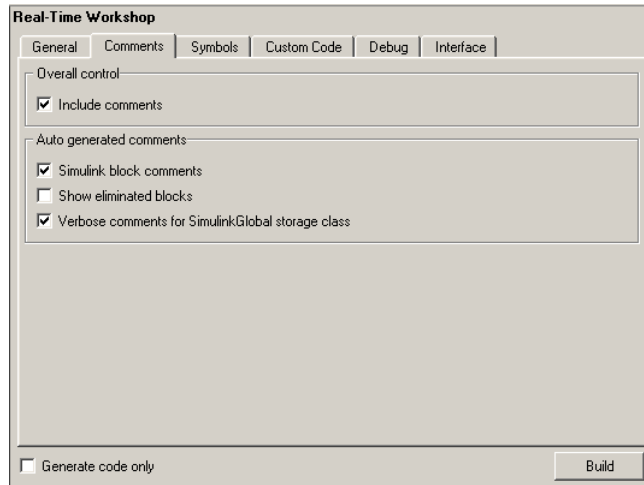 Real-Time Workshop
General Comments Symbols Custom Code Debug Interface
Overall control
Include comments
Auto generated comments
Simulink block comments
Show eliminated blocks
Verbose comments for SimulinkGlobal storage class
Generate code only Build